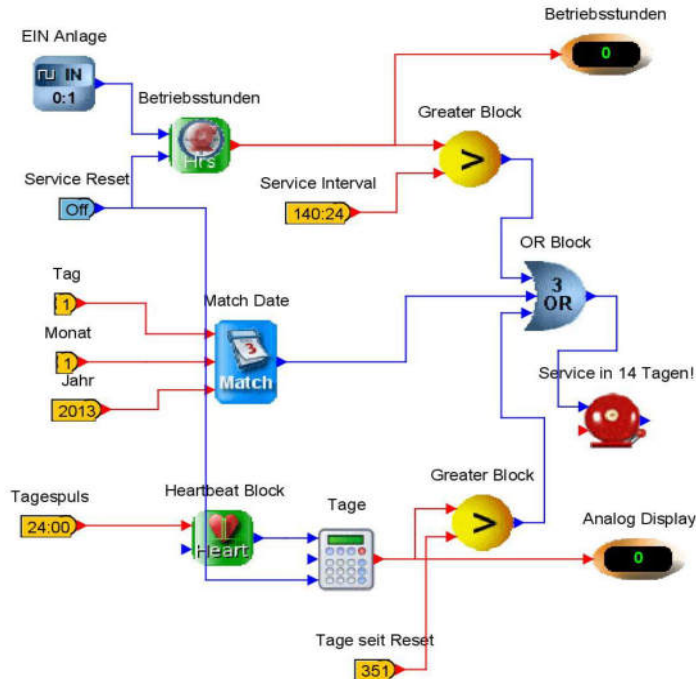 Betriebsstunden
0
EIN Anlage
IN
0:1
Betriebsstunden
Hrs
Greater Block
>
Service Reset
Off
Service Interval
140:24
OR Block
3
OR
Tag
1
Match Date
3
Match
Monat
1
Jahr
2013
Service in 14 Tagen!
Tagespuls
24:00
Heartbeat Block
Heart
Tage
Greater Block
>
Analog Display
0
Tage seit Reset
351